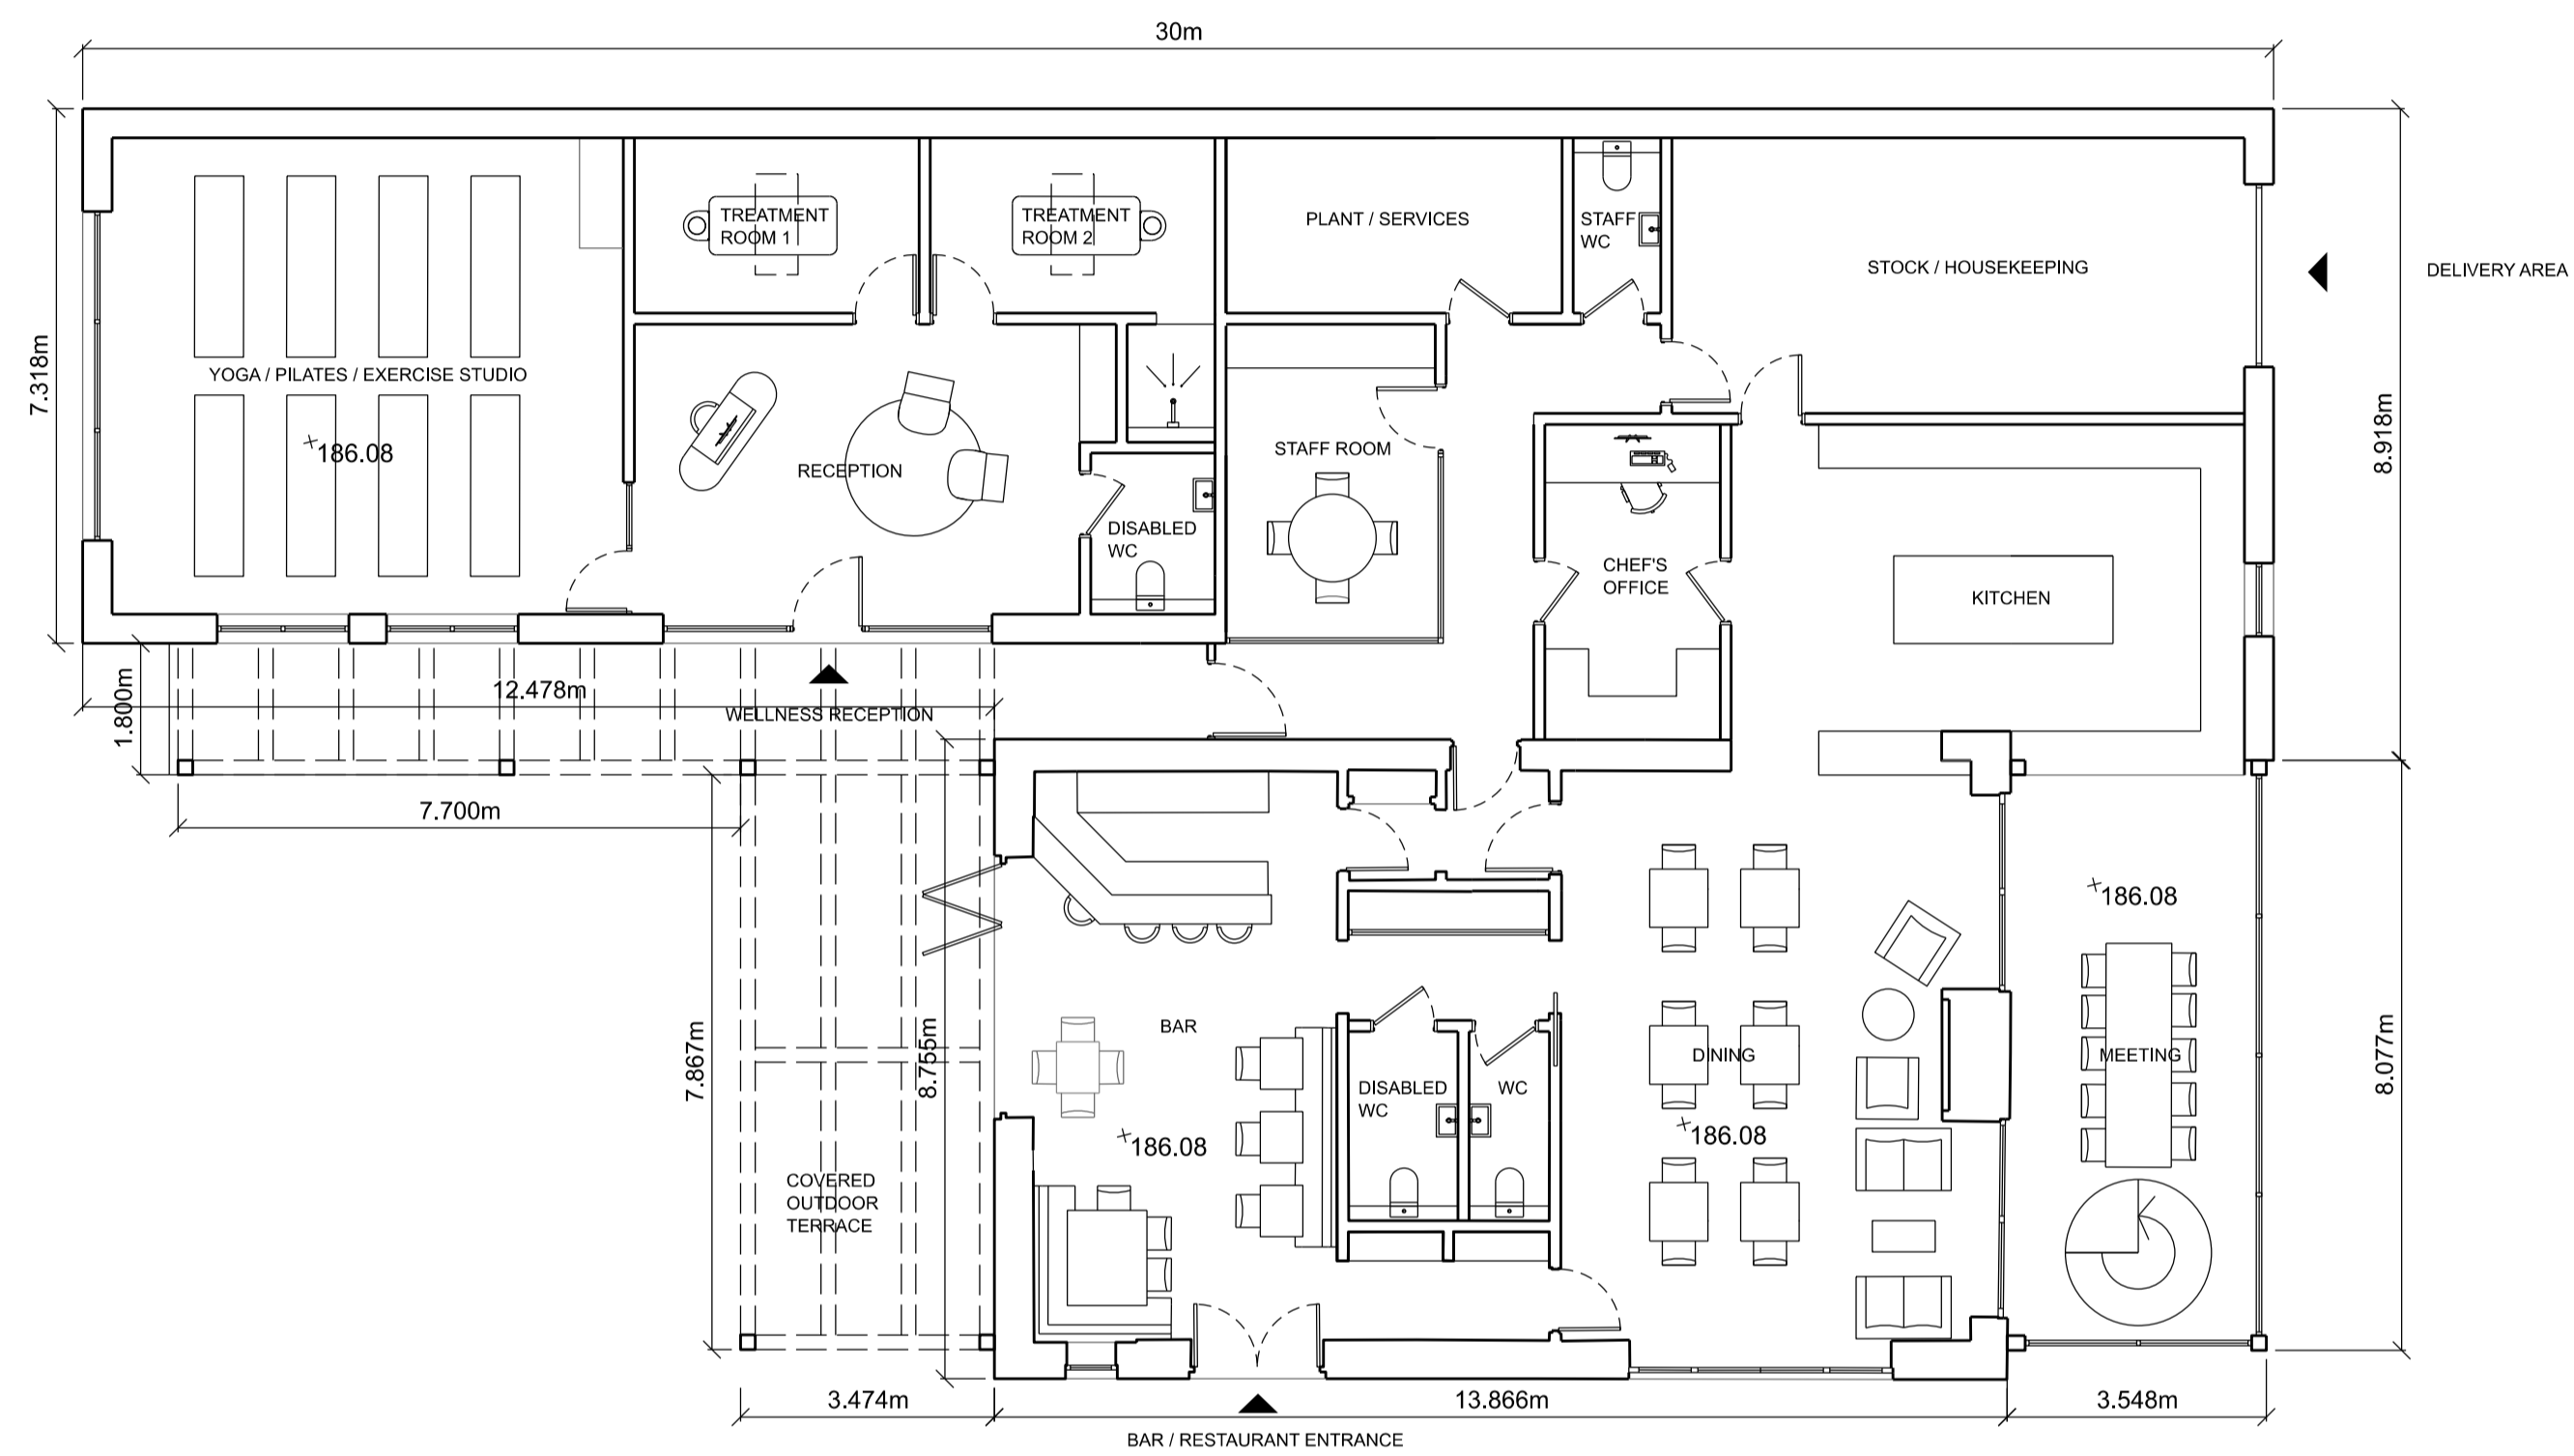 30m
TREATMENT
ROOM 1
TREATMENT
ROOM 2
PLANT / SERVICES
STAFF
WC
STOCK / HOUSEKEEPING
DELIVERY AREA
7.318m
YOGA / PILATES / EXERCISE STUDIO
186.08
RECEPTION
STAFF ROOM
8.918m
DISABLED
WC
CHEF'S
OFFICE
KITCHEN
1.800m
12.478m
WELLNESS RECEPTION
7.700m
186.08
7.867m
8.755m
BAR
DINING
MEETING
8.077m
DISABLED
WC
WC
186.08
186.08
COVERED
OUTDOOR
TERRACE
3.474m
13.866m
3.548m
BAR / RESTAURANT ENTRANCE